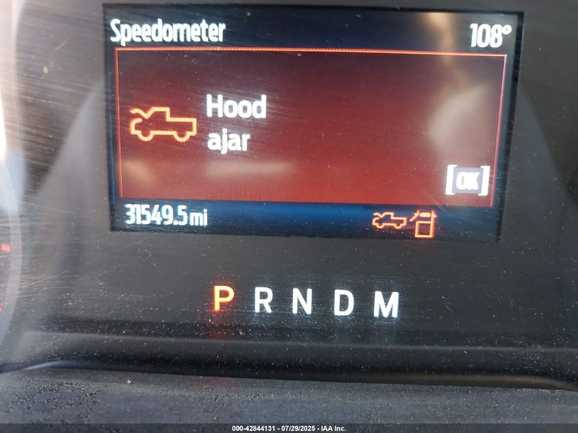 Speedometer 108°
Hood
ajar
[OK]
31549.5 mi
P R N D M
000-42844131 - 07/29/2025 - IAA Inc.